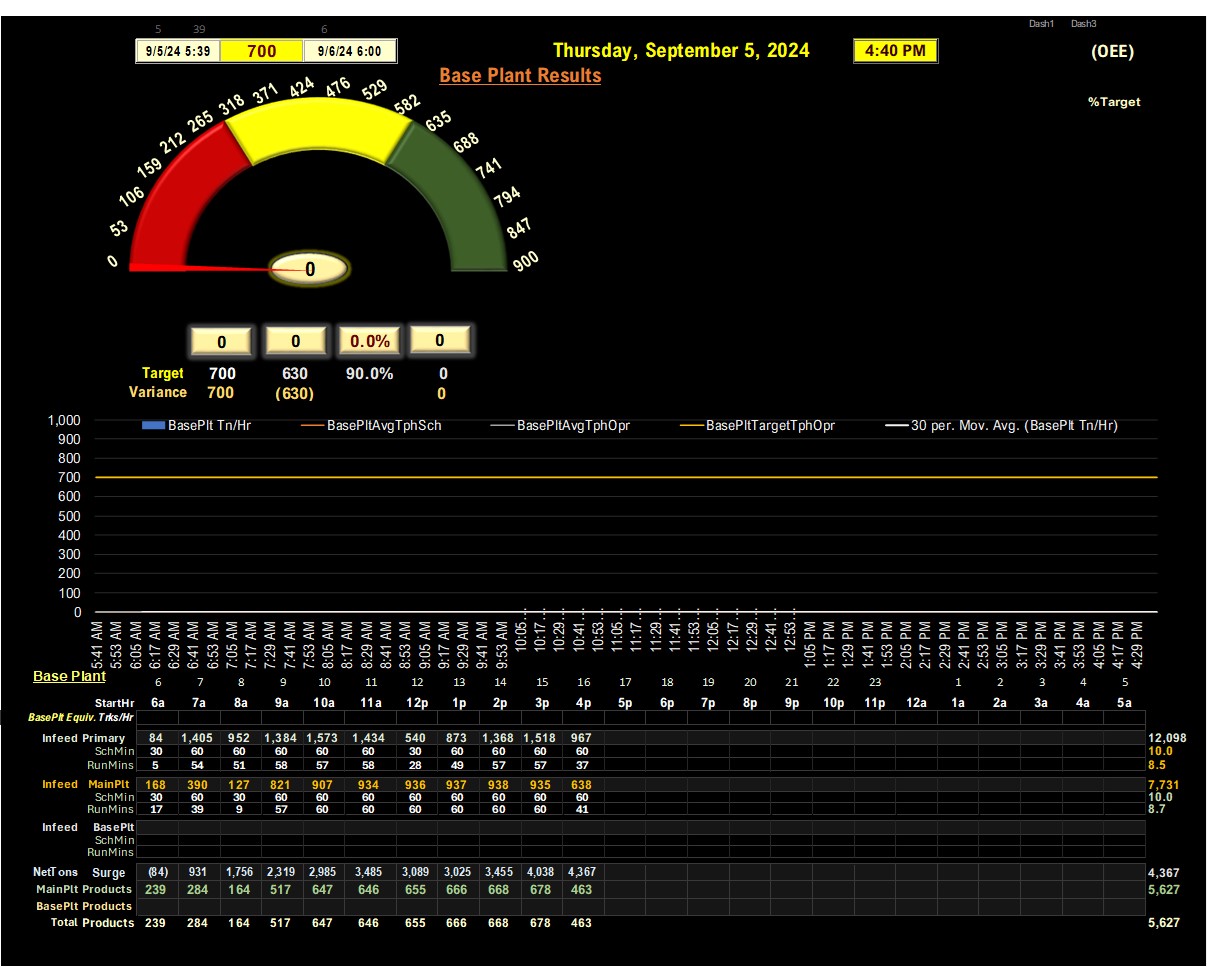 5 39 6 Dash1 Dash3
9/5/24 5:39 700 9/6/24 6:00 Thursday, September 5, 2024 4:40 PM (OEE)
Base Plant Results
%Target
0 53 106 159 212 265 318 371 424 476 529 582 635 688 741 794 847 900
0
0 0 0.0% 0
Target 700 630 90.0% 0
Variance 700 (630) 0
BasePlt Tn/Hr BasePltAvgTphSch BasePltAvgTphOpr BasePltTargetTphOpr 30 per. Mov. Avg. (BasePlt Tn/Hr)
1,000
900
800
700
600
500
400
300
200
100
0
5:41 AM 5:53 AM 6:05 AM 6:17 AM 6:29 AM 6:41 AM 6:53 AM 7:05 AM 7:17 AM 7:29 AM 7:41 AM 7:53 AM 8:05 AM 8:17 AM 8:29 AM 8:41 AM 8:53 AM 9:05 AM 9:17 AM 9:29 AM 9:41 AM 9:53 AM 10:05... 10:17... 10:29... 10:41... 10:53... 11:05... 11:17... 11:29... 11:41... 11:53... 12:05... 12:17... 12:29... 12:41... 12:53... 1:05 PM 1:17 PM 1:29 PM 1:41 PM 1:53 PM 2:05 PM 2:17 PM 2:29 PM 2:41 PM 2:53 PM 3:05 PM 3:17 PM 3:29 PM 3:41 PM 3:53 PM 4:05 PM 4:17 PM 4:29 PM
Base Plant
6 7 8 9 10 11 12 13 14 15 16 17 18 19 20 21 22 23 1 2 3 4 5
StartHr 6a 7a 8a 9a 10a 11a 12p 1p 2p 3p 4p 5p 6p 7p 8p 9p 10p 11p 12a 1a 2a 3a 4a 5a
BasePlt Equiv. Trks/Hr
Infeed Primary 84 1,405 952 1,384 1,573 1,434 540 873 1,368 1,518 967 12,098
SchMin 30 60 60 60 60 60 30 60 60 60 60 10.0
RunMins 5 54 51 58 57 58 28 49 57 57 37 8.5
Infeed MainPlt 168 390 127 821 907 934 936 937 938 935 638 7,731
SchMin 30 60 30 60 60 60 60 60 60 60 60 10.0
RunMins 17 39 9 57 60 60 60 60 60 60 41 8.7
Infeed BasePlt
SchMin
RunMins
NetTons Surge (84) 931 1,756 2,319 2,985 3,485 3,089 3,025 3,455 4,038 4,367 4,367
MainPlt Products 239 284 164 517 647 646 655 666 668 678 463 5,627
BasePlt Products
Total Products 239 284 164 517 647 646 655 666 668 678 463 5,627